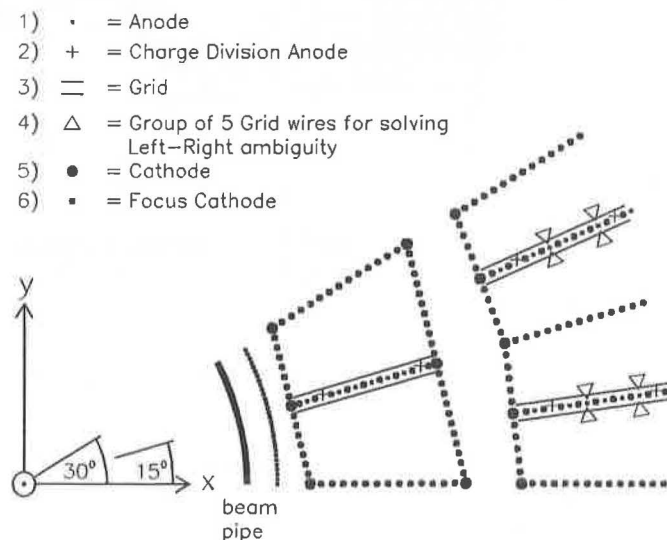 1) · = Anode
2) + = Charge Division Anode
3) = Grid
4) △ = Group of 5 Grid wires for solving
Left-Right ambiguity
5) ● = Cathode
6) ▪ = Focus Cathode
y
30°
15°
x
beam
pipe